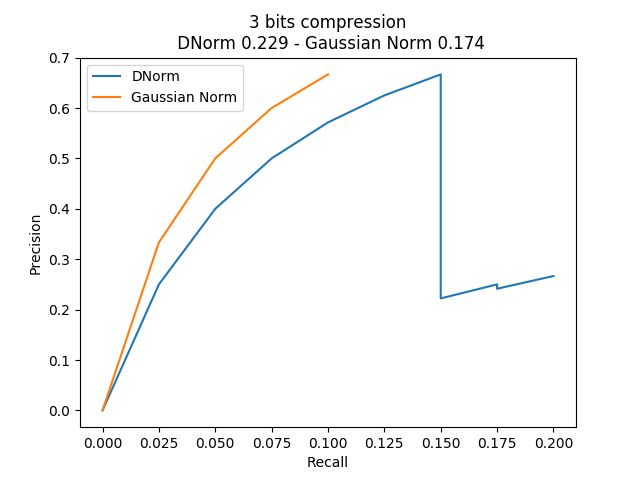 3 bits compression
DNorm 0.229 - Gaussian Norm 0.174
DNorm
Gaussian Norm
0.7
0.6
0.5
0.4
0.3
0.2
0.1
0.0
Precision
0.000 0.025 0.050 0.075 0.100 0.125 0.150 0.175 0.200
Recall